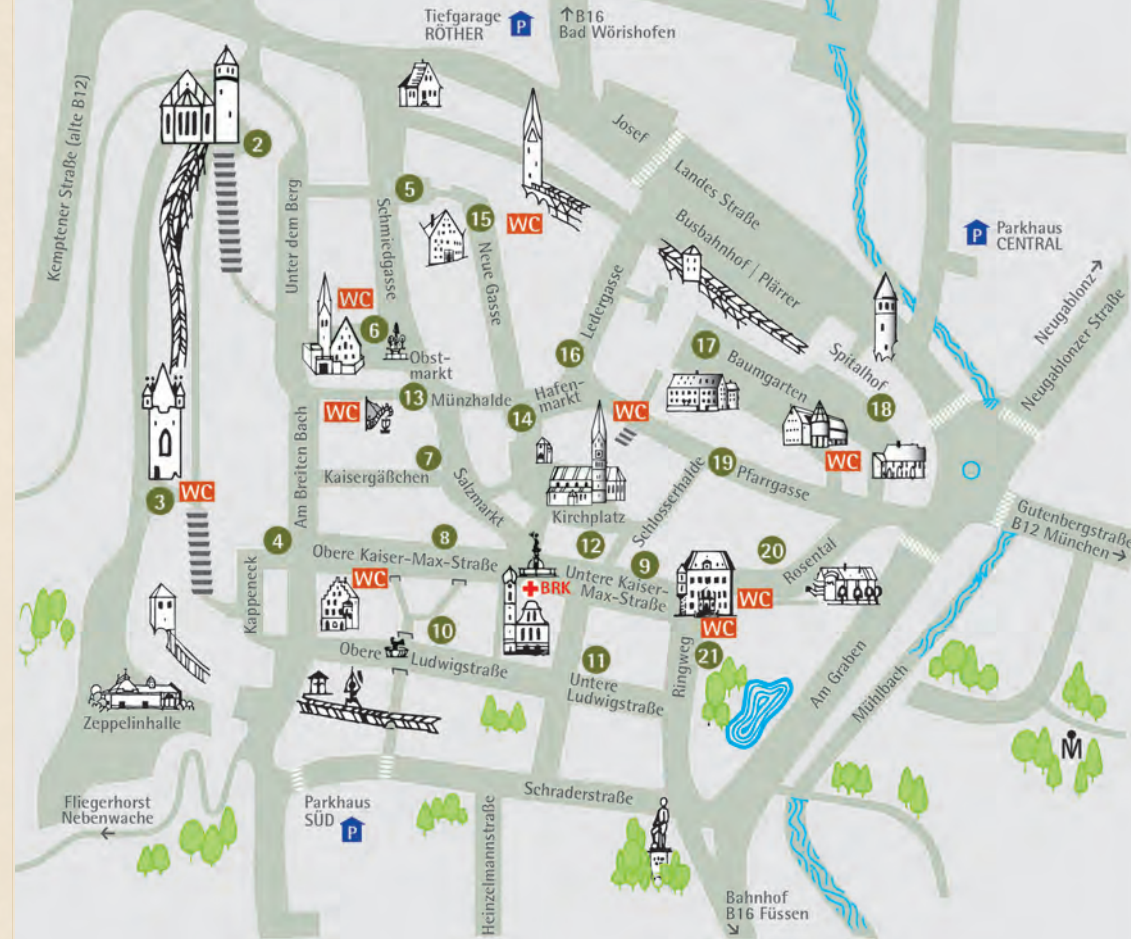 Tiefgarage
RÖTHER
P
↑B16
Bad Wörishofen
Kemptener Straße (alte B12)
2
Josef
Landes Straße
Unter dem Berg
Schmiedgasse
5
15
WC
Neue Gasse
Busbahnhof | Plärrer
P
Parkhaus
CENTRAL
Neugablonz→
Neugablonzer Straße
Ledergasse
WC
6
Obst-
markt
16
17
Baumgarten
Spitalhof
18
13
Münzhalde
Hafen-
markt
14
WC
WC
WC
3
WC
Am Breiten Bach
7
Kaisergäßchen
Salzmarkt
Kirchplatz
Schlosserhalde
19
Pfarrgasse
Gutenbergstraße
B12 München→
4
Obere Kaiser-Max-Straße
8
12
9
Untere Kaiser-
Max-Straße
20
Rosental
BRK
WC
WC
WC
Kappeneck
10
Obere Ludwigstraße
11
Untere
Ludwigstraße
Ringweg
21
Am Graben
Mühlbach
M
Zeppelinhalle
Fliegerhorst
Nebenwache
←
Parkhaus
SÜD
P
Schraderstraße
Heinzelmannstraße
Bahnhof
B16 Füssen
↘